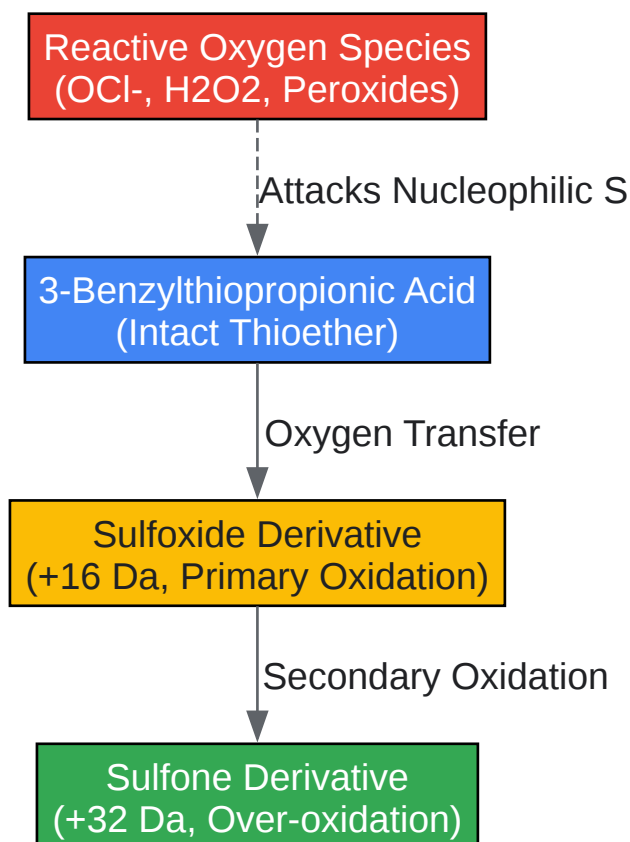 Reactive Oxygen Species
(OCl-, H2O2, Peroxides)
Attacks Nucleophilic S
3-Benzylthiopropionic Acid
(Intact Thioether)
Oxygen Transfer
Sulfoxide Derivative
(+16 Da, Primary Oxidation)
Secondary Oxidation
Sulfone Derivative
(+32 Da, Over-oxidation)